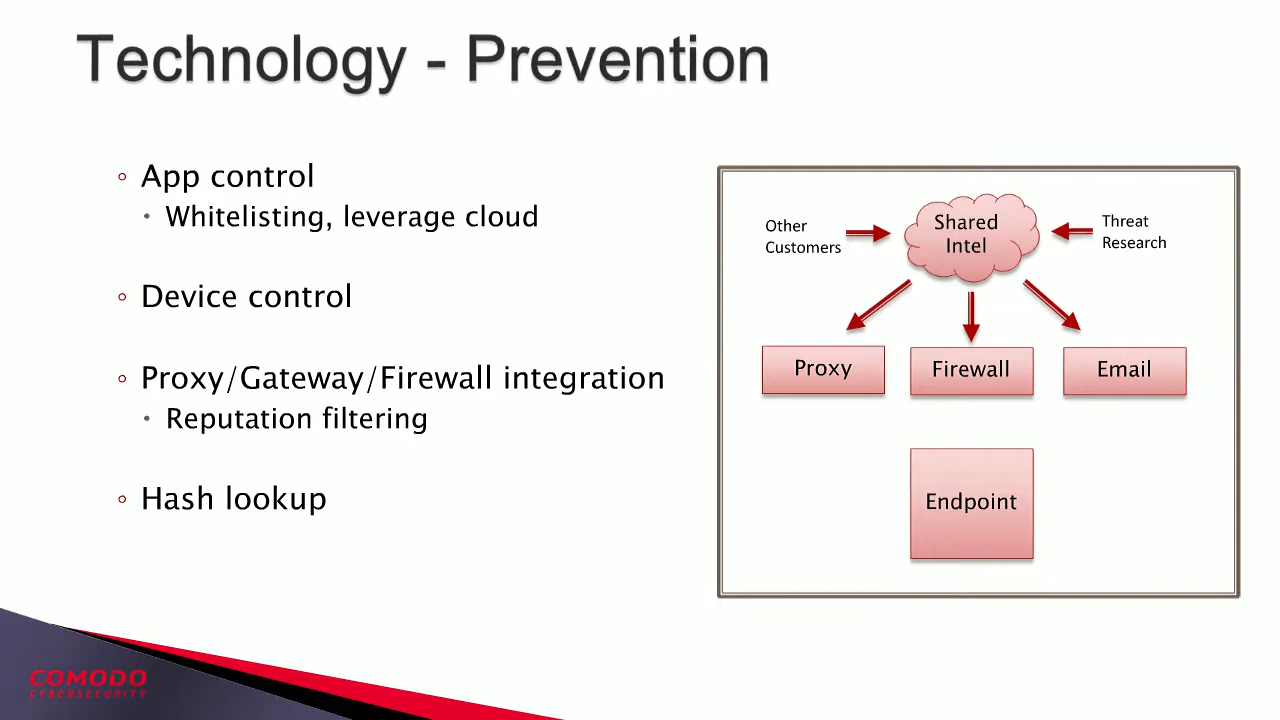 Technology - Prevention
App control
Whitelisting, leverage cloud
Device control
Proxy/Gateway/Firewall integration
Reputation filtering
Hash lookup
Other
Customers
Shared
Intel
Threat
Research
Proxy
Firewall
Email
Endpoint
COMODO
CYBERSECURITY